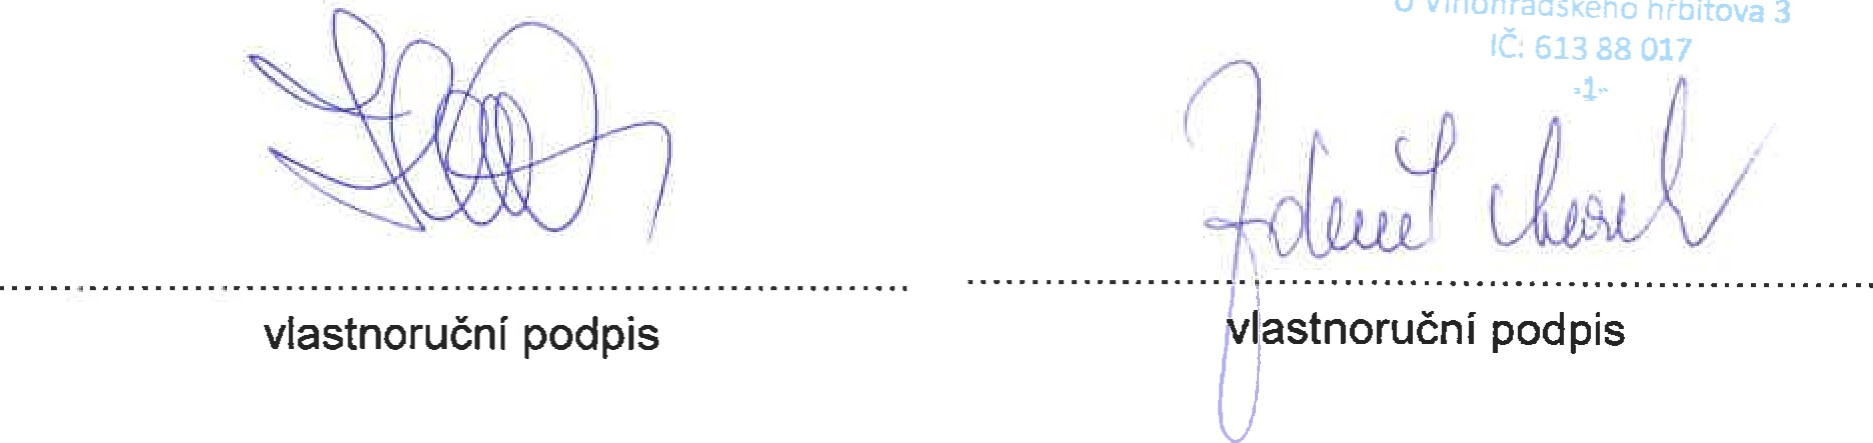 U Vinohradského hřbitova 3
IČ: 613 88 017
-1-
vlastnoruční podpis
vlastnoruční podpis